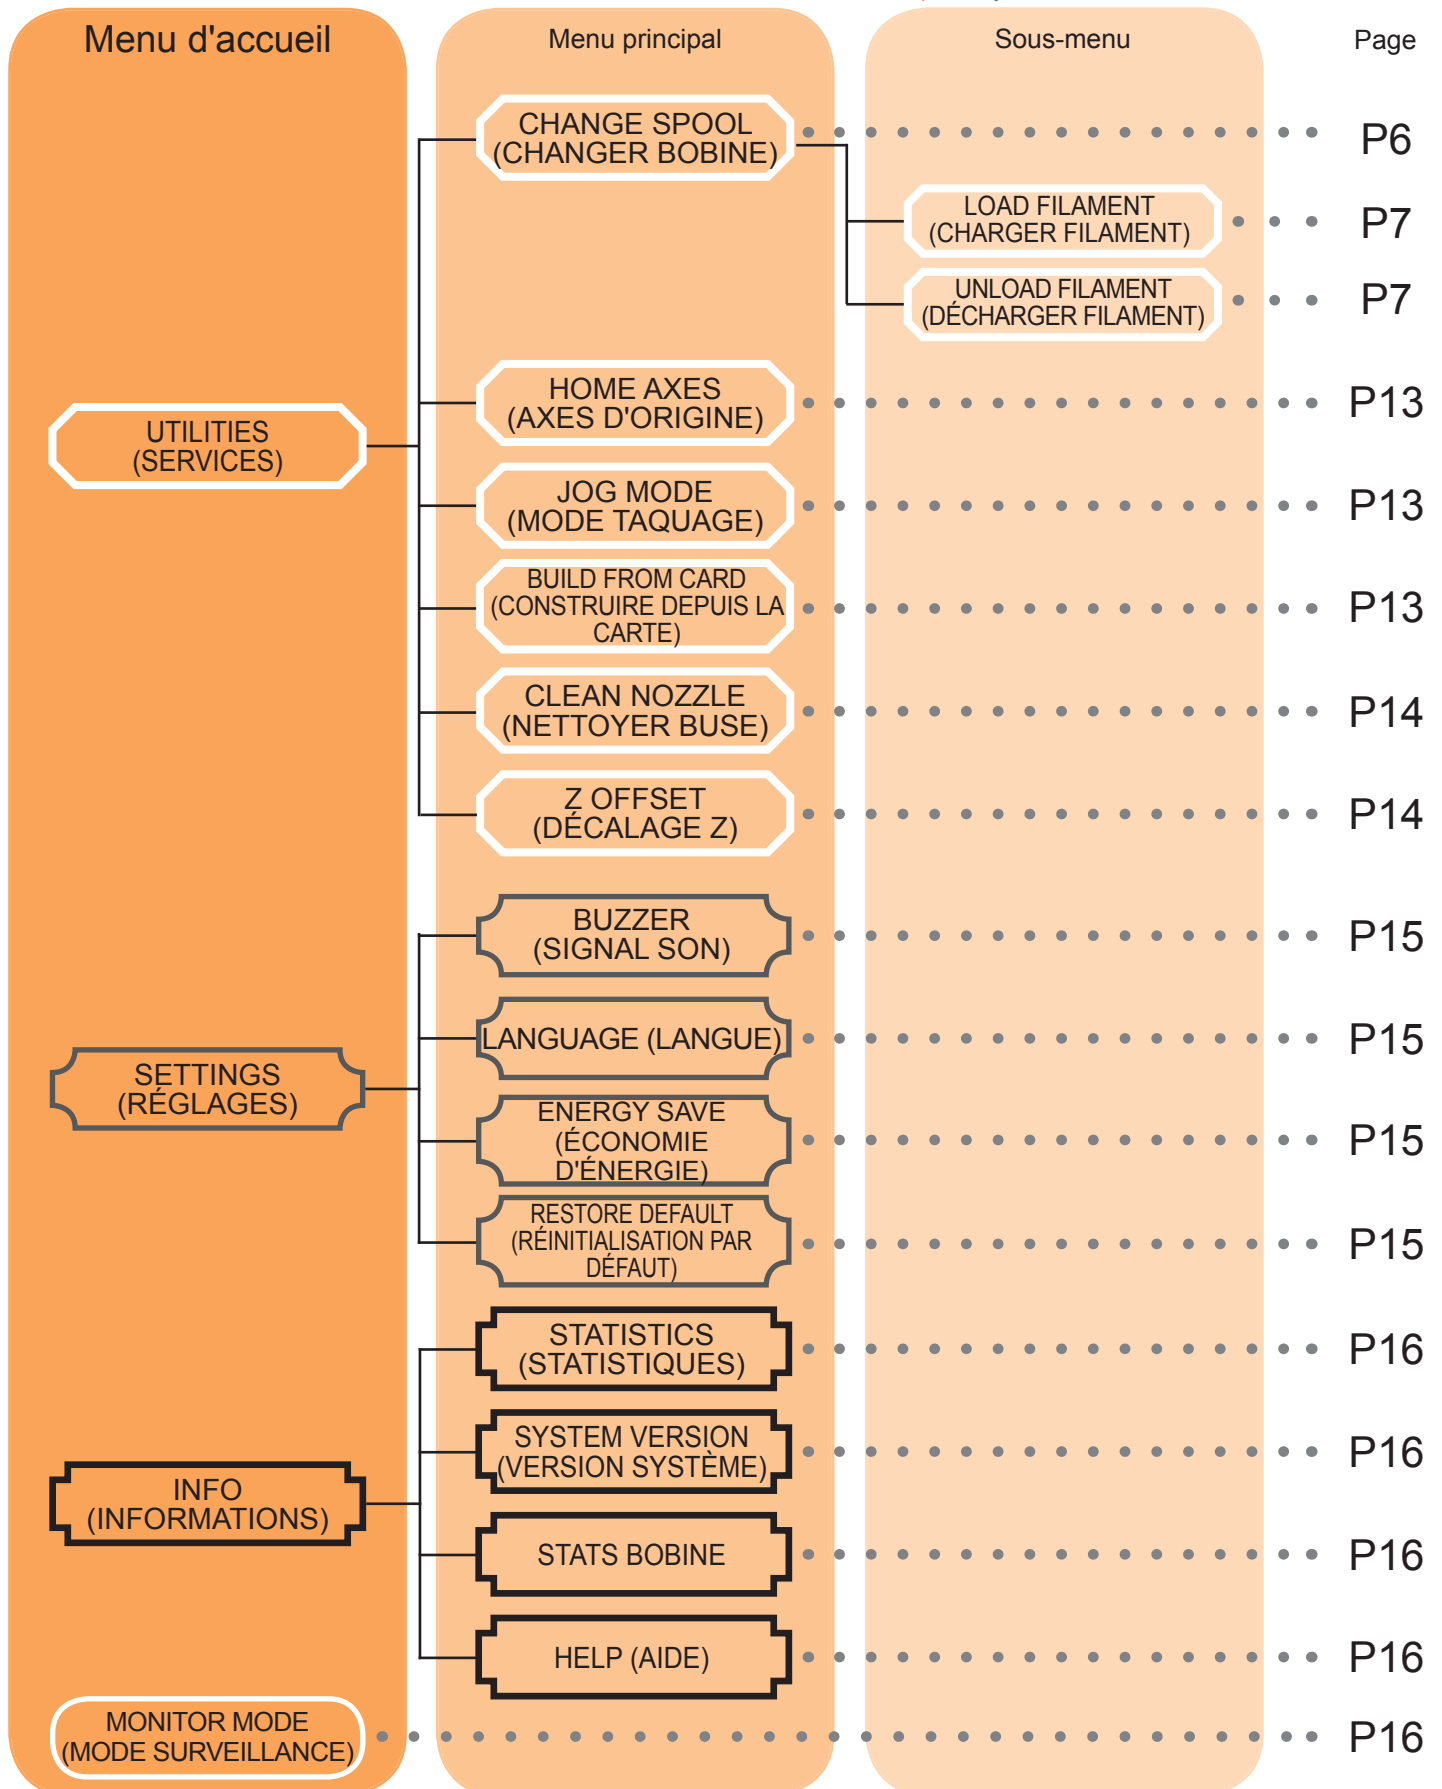 Menu d'accueil
Menu principal
Sous-menu
Page
CHANGE SPOOL
(CHANGER BOBINE)
P6
LOAD FILAMENT
(CHARGER FILAMENT)
P7
UNLOAD FILAMENT
(DÉCHARGER FILAMENT)
P7
UTILITIES
(SERVICES)
HOME AXES
(AXES D'ORIGINE)
P13
JOG MODE
(MODE TAQUAGE)
P13
BUILD FROM CARD
(CONSTRUIRE DEPUIS LA
CARTE)
P13
CLEAN NOZZLE
(NETTOYER BUSE)
P14
Z OFFSET
(DÉCALAGE Z)
P14
SETTINGS
(RÉGLAGES)
BUZZER
(SIGNAL SON)
P15
LANGUAGE (LANGUE)
P15
ENERGY SAVE
(ÉCONOMIE
D'ÉNERGIE)
P15
RESTORE DEFAULT
(RÉINITIALISATION PAR
DÉFAUT)
P15
INFO
(INFORMATIONS)
STATISTICS
(STATISTIQUES)
P16
SYSTEM VERSION
(VERSION SYSTÈME)
P16
STATS BOBINE
P16
HELP (AIDE)
P16
MONITOR MODE
(MODE SURVEILLANCE)
P16